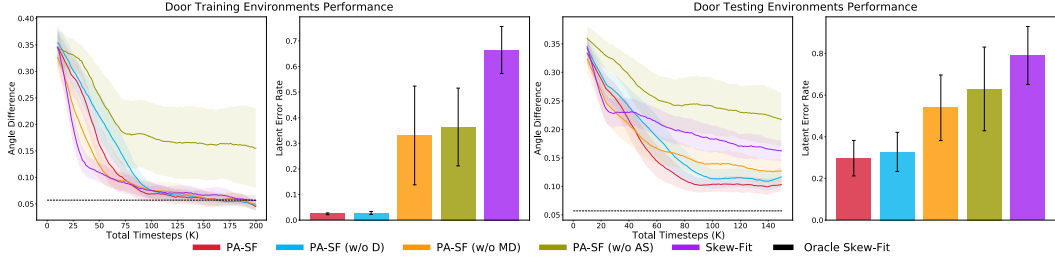 Door Training Environments Performance
Door Testing Environments Performance
Angle Difference
0.40
0.35
0.30
0.25
0.20
0.15
0.10
0.05
0 25 50 75 100 125 150 175 200
Total Timesteps (K)
Latent Error Rate
0.7
0.6
0.5
0.4
0.3
0.2
0.1
0.0
Angle Difference
0.35
0.30
0.25
0.20
0.15
0.10
0.05
0 20 40 60 80 100 120 140
Total Timesteps (K)
Latent Error Rate
0.8
0.6
0.4
0.2
0.0
PA-SF PA-SF (w/o D) PA-SF (w/o MD) PA-SF (w/o AS) Skew-Fit Oracle Skew-Fit